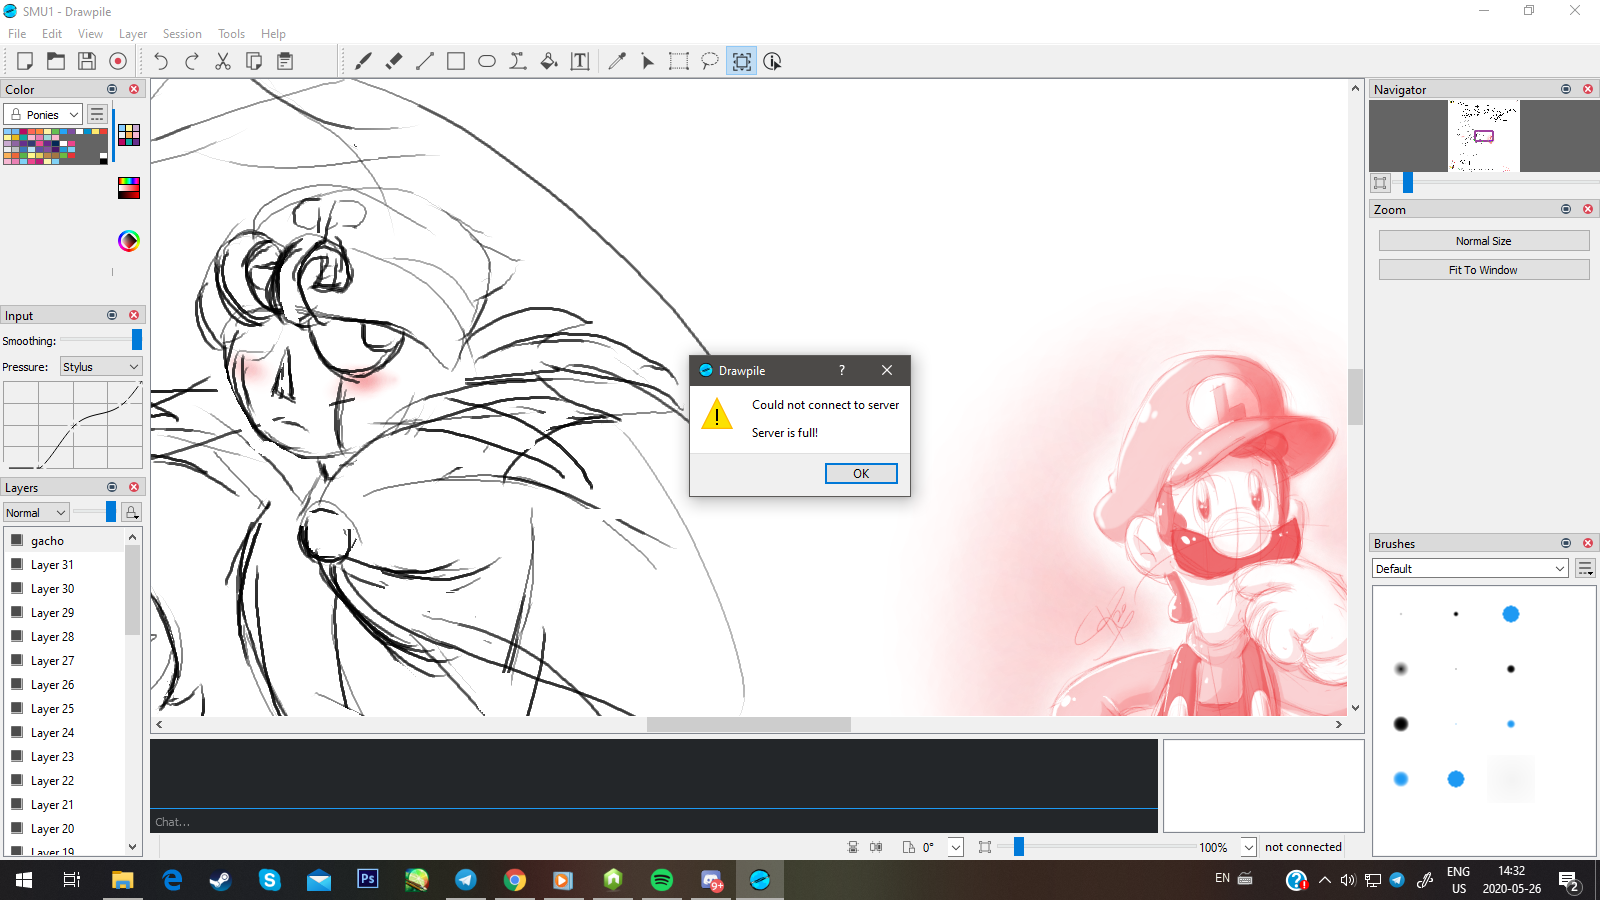 SMU1 - Drawpile
File Edit View Layer Session Tools Help
Color
Ponies
Input
Smoothing:
Pressure: Stylus
Layers
Normal
gacho
Layer 31
Layer 30
Layer 29
Layer 28
Layer 27
Layer 26
Layer 25
Layer 24
Layer 23
Layer 22
Layer 21
Layer 20
Layer 19
L
Drawpile
?
Could not connect to server
Server is full!
OK
Navigator
Zoom
Normal Size
Fit To Window
Brushes
Default
Chat...
0°
100%
not connected
Ps
9+
EN
ENG
US
14:32
2020-05-26
2